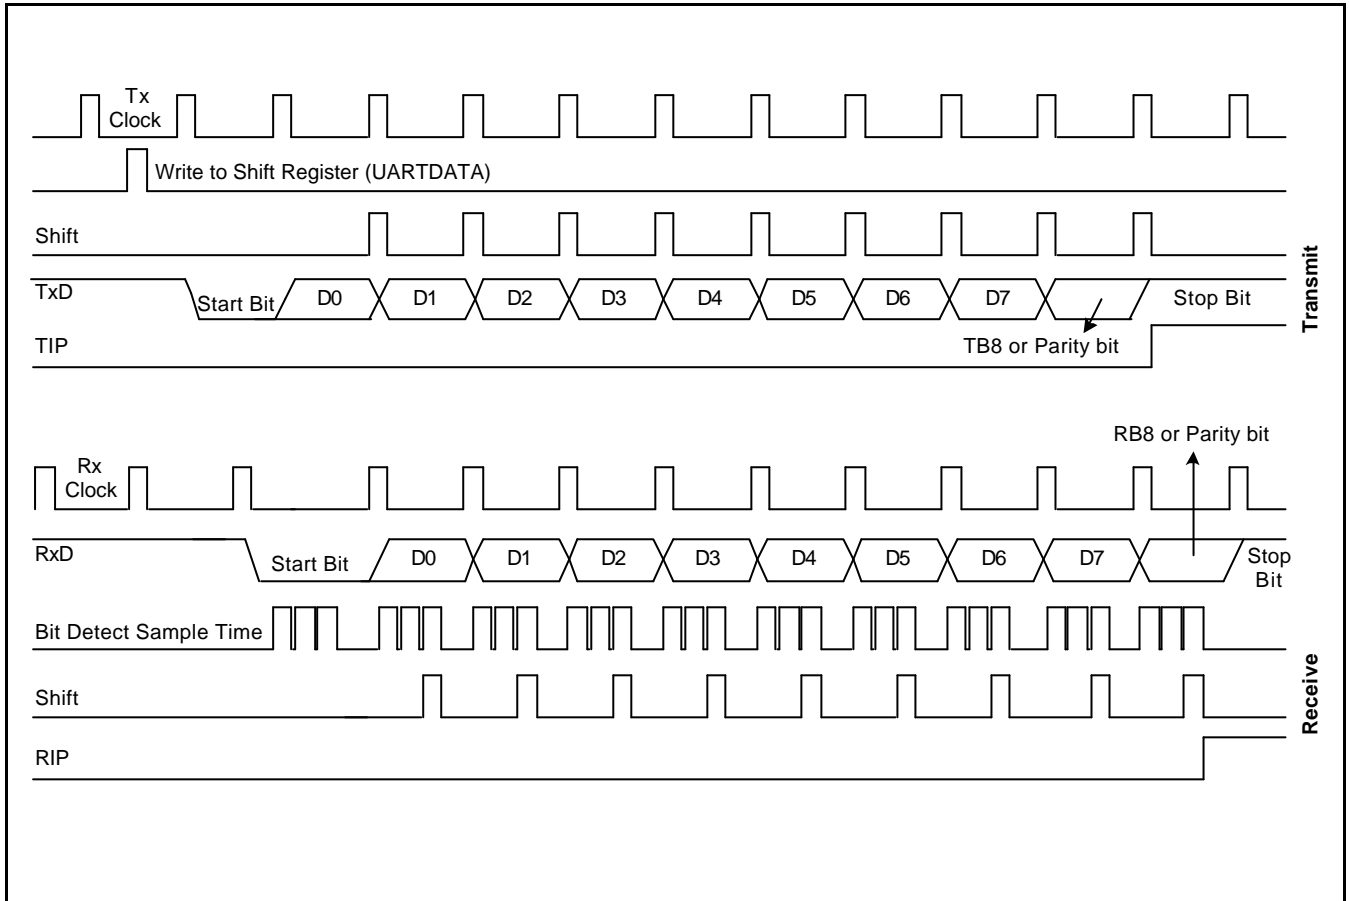 Tx
Clock
Write to Shift Register (UARTDATA)
Shift
TxD
Start Bit
D0
D1
D2
D3
D4
D5
D6
D7
Stop Bit
TIP
TB8 or Parity bit
Transmit
RB8 or Parity bit
Rx
Clock
RxD
Start Bit
D0
D1
D2
D3
D4
D5
D6
D7
Stop
Bit
Bit Detect Sample Time
Shift
RIP
Receive